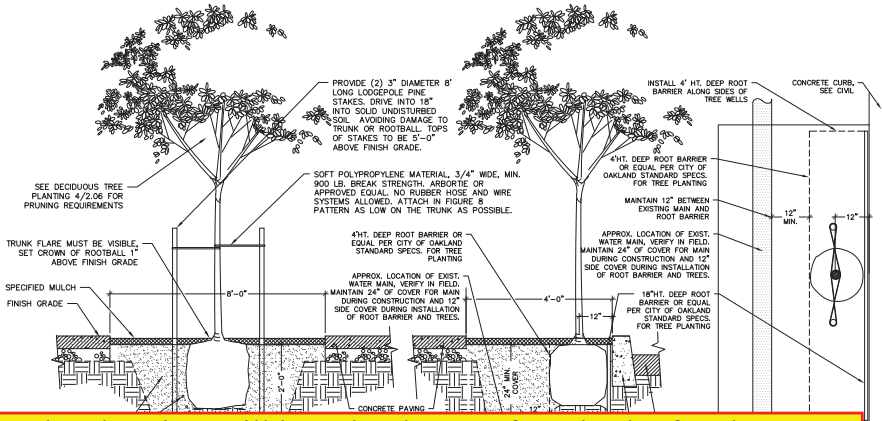 PROVIDE (2) 3" DIAMETER 8'
LONG LODGEPOLE PINE
STAKES. DRIVE INTO 18"
INTO SOLID UNDISTURBED
SOIL AVOIDING DAMAGE TO
TRUNK OR ROOTBALL. TOPS
OF STAKES TO BE 5'-0"
ABOVE FINISH GRADE.
SOFT POLYPROPYLENE MATERIAL, 3/4" WIDE, MIN.
900 LB. BREAK STRENGTH. ARBORTIE OR
APPROVED EQUAL. NO RUBBER HOSE AND WIRE
SYSTEMS ALLOWED. ATTACH IN FIGURE 8
PATTERN AS LOW ON THE TRUNK AS POSSIBLE.
SEE DECIDUOUS TREE
PLANTING 4/2.06 FOR
PRUNING REQUIREMENTS
TRUNK FLARE MUST BE VISIBLE,
SET CROWN OF ROOTBALL 1"
ABOVE FINISH GRADE
SPECIFIED MULCH
FINISH GRADE
8'-0"
2'-0"
4'HT. DEEP ROOT BARRIER OR
EQUAL PER CITY OF OAKLAND
STANDARD SPECS. FOR TREE
PLANTING
APPROX. LOCATION OF EXIST.
WATER MAIN, VERIFY IN FIELD.
MAINTAIN 24" OF COVER FOR MAIN
DURING CONSTRUCTION AND 12"
SIDE COVER DURING INSTALLATION
OF ROOT BARRIER AND TREES.
CONCRETE PAVING
4'-0"
12"
24" MIN.
COVER
12"
INSTALL 4' HT. DEEP ROOT
BARRIER ALONG SIDES OF
TREE WELLS
CONCRETE CURB,
SEE CIVIL
4'HT. DEEP ROOT BARRIER
OR EQUAL PER CITY OF
OAKLAND STANDARD SPECS.
FOR TREE PLANTING
MAINTAIN 12" BETWEEN
EXISTING MAIN AND
ROOT BARRIER
APPROX. LOCATION OF EXIST.
WATER MAIN, VERIFY IN FIELD.
MAINTAIN 24" OF COVER FOR MAIN
DURING CONSTRUCTION AND 12"
SIDE COVER DURING INSTALLATION
OF ROOT BARRIER AND TREES.
18"HT. DEEP ROOT
BARRIER OR EQUAL
PER CITY OF OAKLAND
STANDARD SPECS.
FOR TREE PLANTING
12"
MIN.
12"